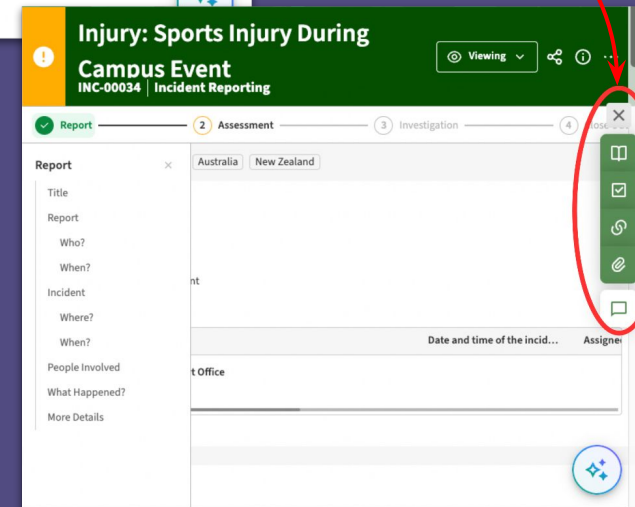 Injury: Sports Injury During
Campus Event
INC-00034 | Incident Reporting
Viewing
Report
2 Assessment
3 Investigation
4
Report
Australia
New Zealand
Title
Report
Who?
When?
Incident
nt
Where?
When?
Date and time of the incid...
Assigne
People Involved
t Office
What Happened?
More Details